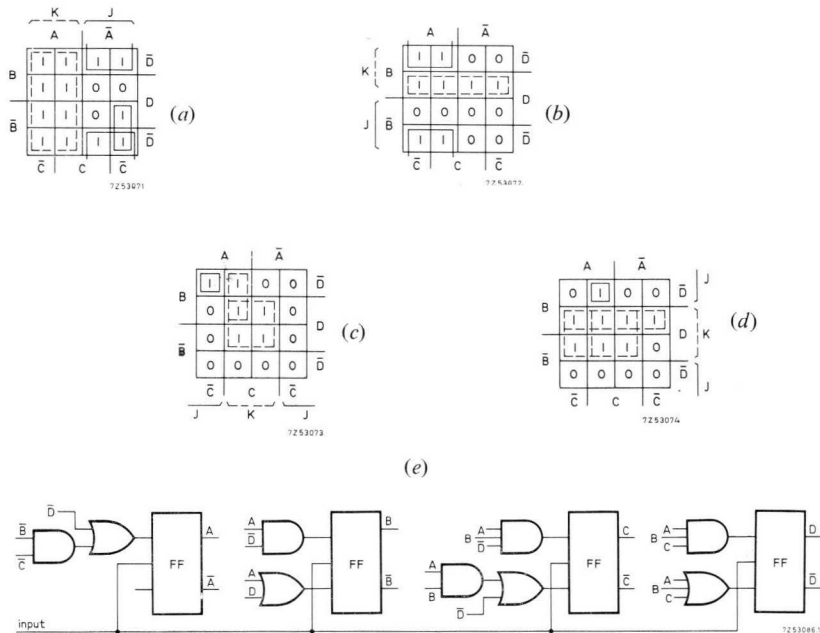 K J
A Ā
1 1 1 1 D̄
B
1 1 0 0
D
(a)
B̄
1 1 0 1
1 1 1 1 D̄
C̄ C C̄
7Z53071
A Ā
K B 1 1 0 0 D̄
1 1 1 1
D
(b)
J B̄
0 0 0 0
1 1 0 0 D̄
C̄ C C̄
7Z53072
A Ā
1 1 0 0 D̄
B
0 1 1 0
D
(c)
B̄
0 1 1 0
0 0 0 0 D̄
C̄ C C̄
J K J
7Z53073
A Ā
0 1 0 0 D̄ J
B
1 1 1 1
D K
(d)
B̄
1 1 1 0
0 0 0 0 D̄ J
C̄ C C̄
7Z53074
(e)
D̄
B̄
C̄
FF
A
Ā
A
D̄
A
D
FF
B
B̄
A
B
D̄
A
B
D̄
FF
C
C̄
A
B
C
A
B
C
FF
D
D̄
input
7Z53086.1